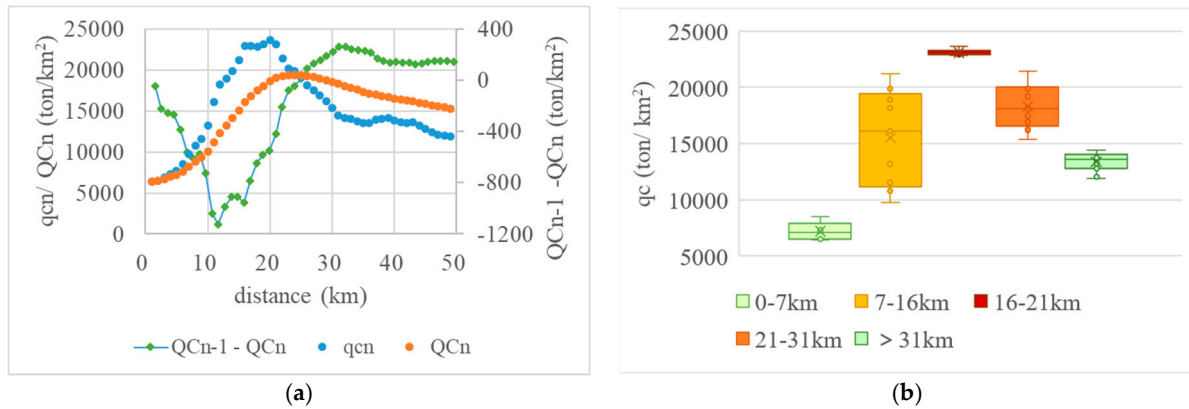 25000
20000
15000
10000
5000
0
qcn/ QCn (ton/km²)
400
0
-400
-800
-1200
QCn-1 -QCn (ton/km²)
0 10 20 30 40 50
distance (km)
QCn-1 - QCn qcn QCn
(a)
25000
20000
15000
10000
5000
qc (ton/ km²)
0-7km 7-16km 16-21km
21-31km > 31km
(b)